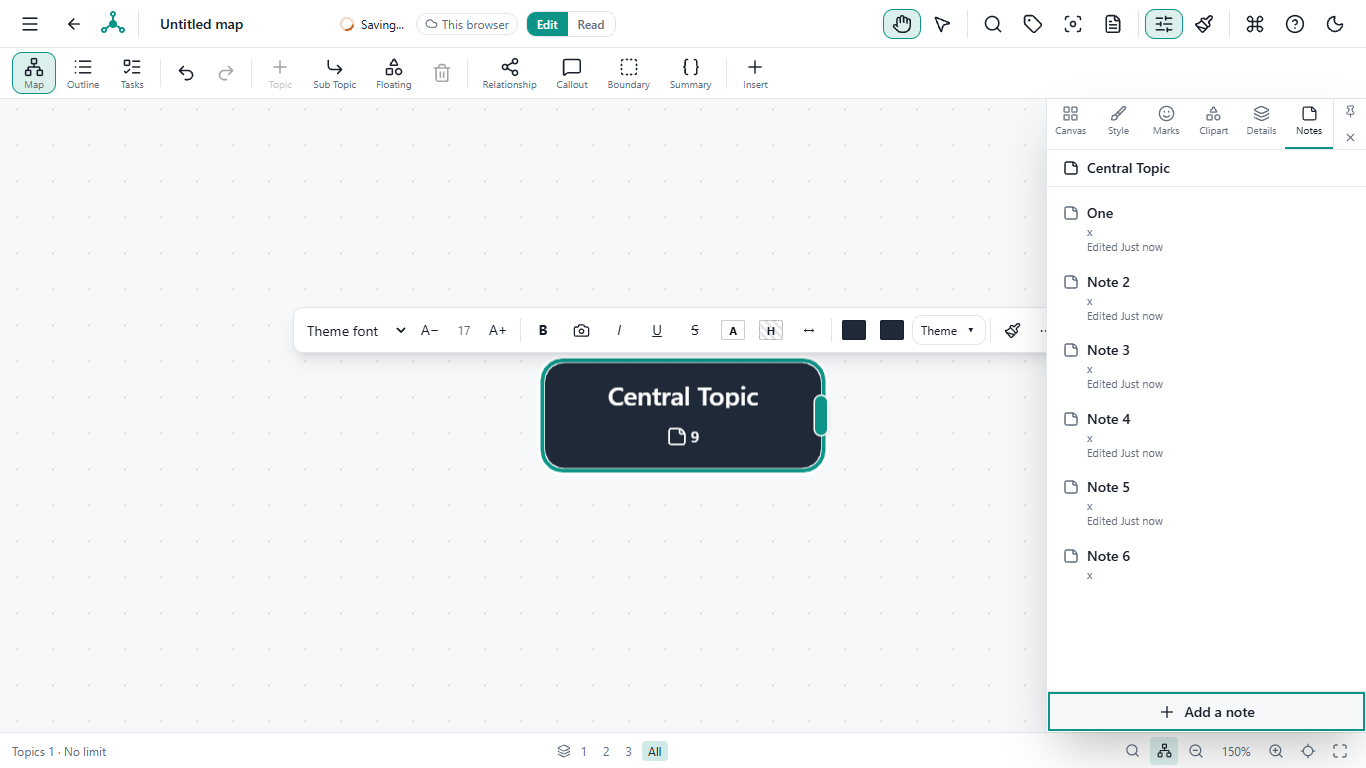 Untitled map
Saving...
This browser
Edit
Read
Map
Outline
Tasks
Topic
Sub Topic
Floating
Relationship
Callout
Boundary
Summary
Insert
Canvas
Style
Marks
Clipart
Details
Notes
Central Topic
One
x
Edited Just now
Note 2
x
Edited Just now
Note 3
x
Edited Just now
Note 4
x
Edited Just now
Note 5
x
Edited Just now
Note 6
x
Add a note
Theme font
A−
17
A+
B
I
U
S
A
H
Theme
Central Topic
9
Topics 1 · No limit
1
2
3
All
150%